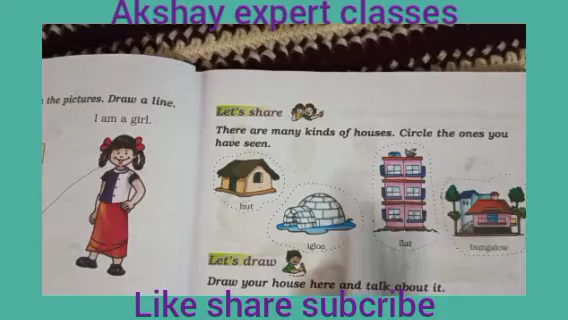 Akshay expert classes
the pictures. Draw a line.
I am a girl.
Let's share
There are many kinds of houses. Circle the ones you
have seen.
hut
igloo
flat
bungalow
Let's draw
Draw your house here and talk about it.
Like share subcribe